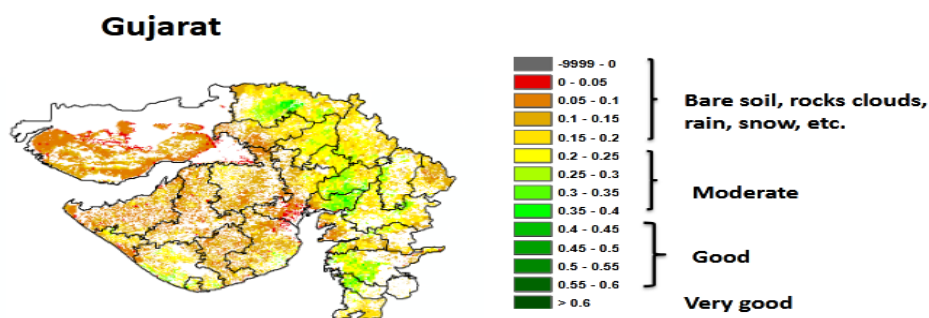 Gujarat
-9999 - 0
0 - 0.05
0.05 - 0.1
0.1 - 0.15
0.15 - 0.2
0.2 - 0.25
0.25 - 0.3
0.3 - 0.35
0.35 - 0.4
0.4 - 0.45
0.45 - 0.5
0.5 - 0.55
0.55 - 0.6
> 0.6
Bare soil, rocks clouds,
rain, snow, etc.
Moderate
Good
Very good